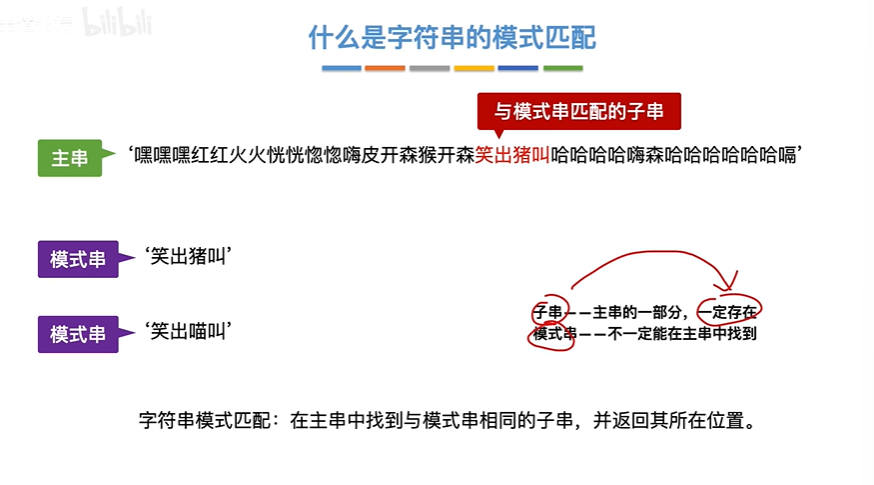 bilibili
什么是字符串的模式匹配
与模式串匹配的子串
主串
‘嘿嘿嘿红红火火恍恍惚惚嗨皮开森猴开森笑出猪叫哈哈哈哈嗨森哈哈哈哈哈哈嗝’
模式串
‘笑出猪叫’
模式串
‘笑出喵叫’
子串——主串的一部分，一定存在
模式串——不一定能在主串中找到
字符串模式匹配：在主串中找到与模式串相同的子串，并返回其所在位置。